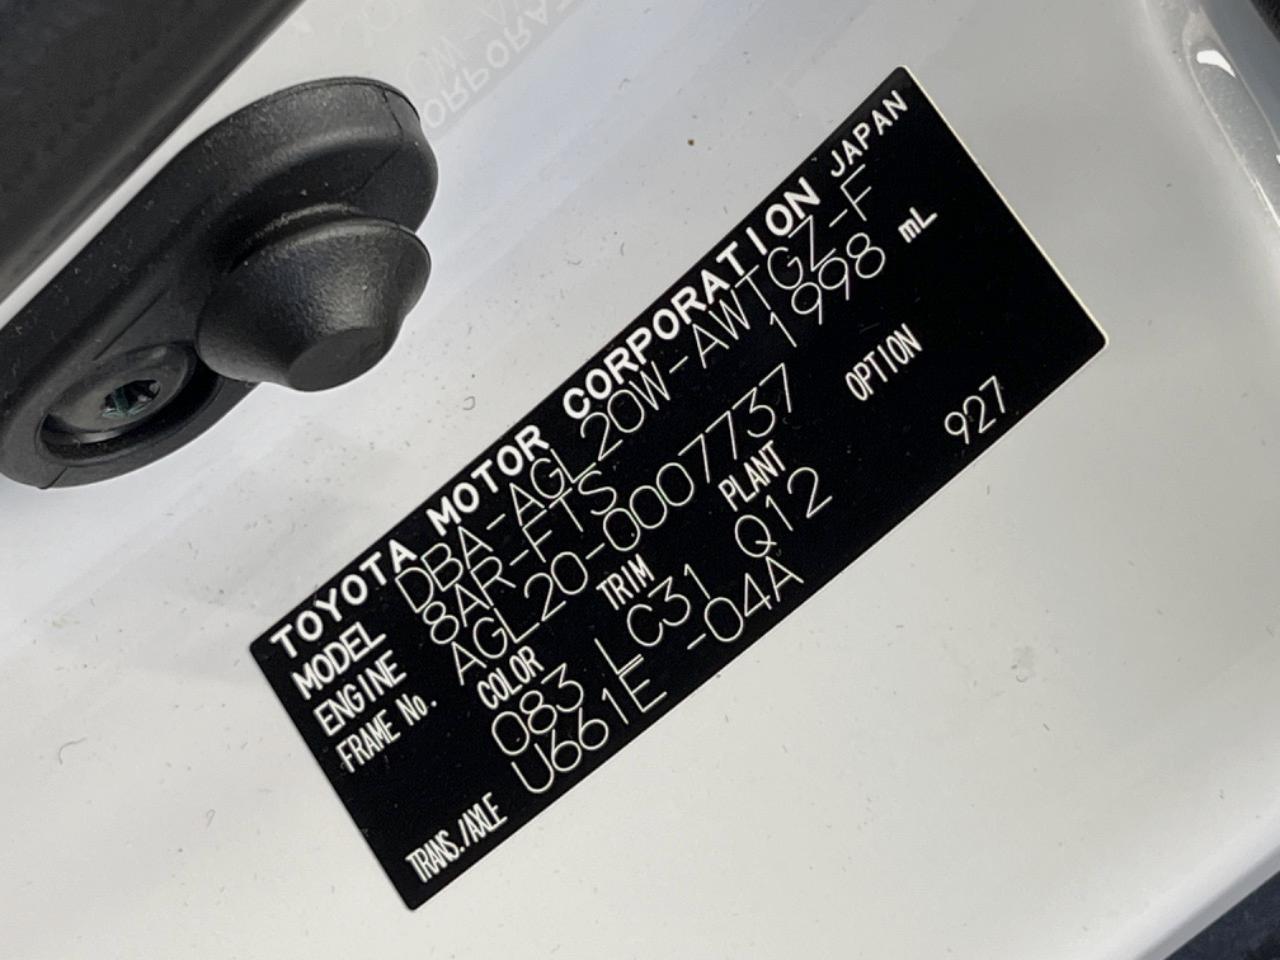 TOYOTA MOTOR CORPORATION JAPAN
MODEL DBA-AGL20W-AWTGZ-F
ENGINE 8AR-FTS 1998 mL
FRAME No. AGL20-0007737
COLOR TRIM PLANT OPTION
083 LC31 Q12 927
TRANS./AXLE U661E -04A